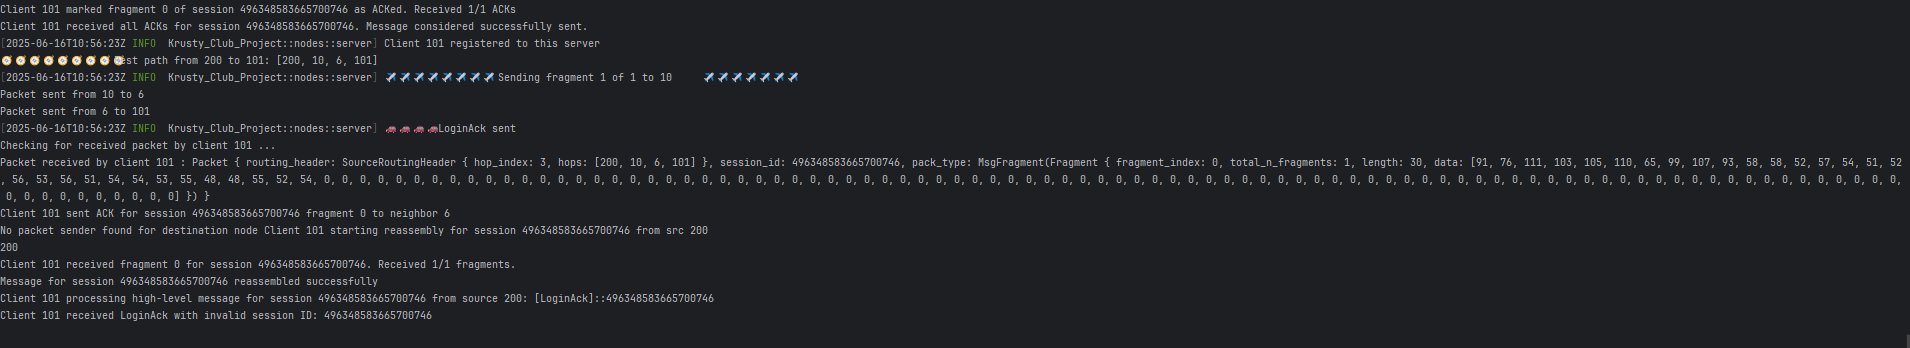 Client 101 marked fragment 0 of session 496348583665700746 as ACKed. Received 1/1 ACKs
Client 101 received all ACKs for session 496348583665700746. Message considered successfully sent.
[2025-06-16T10:56:23Z INFO  Krusty_Club_Project::nodes::server] Client 101 registered to this server
🧭🧭🧭🧭🧭🧭🧭🧭🧭est path from 200 to 101: [200, 10, 6, 101]
[2025-06-16T10:56:23Z INFO  Krusty_Club_Project::nodes::server] ✈️✈️✈️✈️✈️✈️✈️✈️Sending fragment 1 of 1 to 10    ✈️✈️✈️✈️✈️✈️✈️
Packet sent from 10 to 6
Packet sent from 6 to 101
[2025-06-16T10:56:23Z INFO  Krusty_Club_Project::nodes::server] 🚗🚗🚗🚗LoginAck sent
Checking for received packet by client 101 ...
Packet received by client 101 : Packet { routing_header: SourceRoutingHeader { hop_index: 3, hops: [200, 10, 6, 101] }, session_id: 496348583665700746, pack_type: MsgFragment(Fragment { fragment_index: 0, total_n_fragments: 1, length: 30, data: [91, 76, 111, 103, 105, 110, 65, 99, 107, 93, 58, 58, 52, 57, 54, 51, 52
, 56, 53, 56, 51, 54, 54, 53, 55, 48, 48, 55, 52, 54, 0, 0, 0, 0, 0, 0, 0, 0, 0, 0, 0, 0, 0, 0, 0, 0, 0, 0, 0, 0, 0, 0, 0, 0, 0, 0, 0, 0, 0, 0, 0, 0, 0, 0, 0, 0, 0, 0, 0, 0, 0, 0, 0, 0, 0, 0, 0, 0, 0, 0, 0, 0, 0, 0, 0, 0, 0, 0, 0, 0, 0, 0, 0, 0, 0, 0, 0, 0, 0, 0, 0, 0, 0, 0, 0, 0, 0, 0, 0, 0, 0, 0, 0, 0, 0, 0, 0, 0,
 0, 0, 0, 0, 0, 0, 0, 0, 0, 0] }) }
Client 101 sent ACK for session 496348583665700746 fragment 0 to neighbor 6
No packet sender found for destination node Client 101 starting reassembly for session 496348583665700746 from src 200
200
Client 101 received fragment 0 for session 496348583665700746. Received 1/1 fragments.
Message for session 496348583665700746 reassembled successfully
Client 101 processing high-level message for session 496348583665700746 from source 200: [LoginAck]::496348583665700746
Client 101 received LoginAck with invalid session ID: 496348583665700746